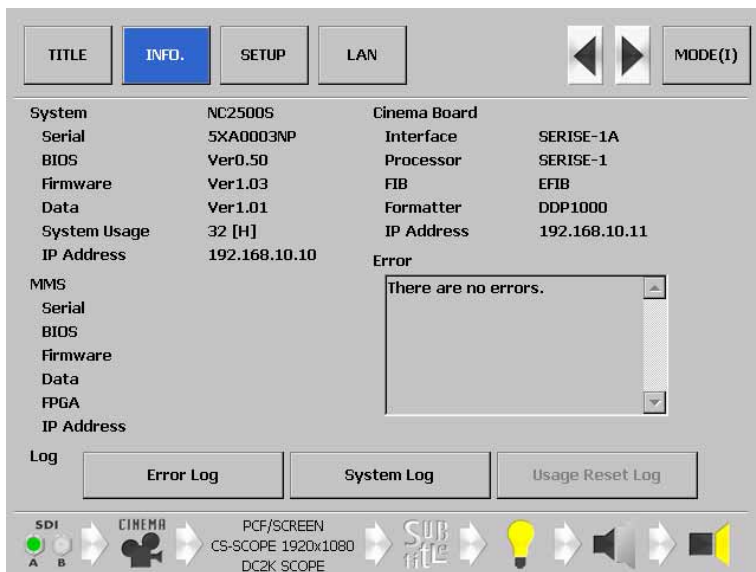 TITLE INFO. SETUP LAN MODE(I)
System NC2500S
Serial 5XA0003NP
BIOS Ver0.50
Firmware Ver1.03
Data Ver1.01
System Usage 32 [H]
IP Address 192.168.10.10
MMS
Serial
BIOS
Firmware
Data
FPGA
IP Address
Cinema Board
Interface SERISE-1A
Processor SERISE-1
FIB EFIB
Formatter DDP1000
IP Address 192.168.10.11
Error
There are no errors.
Log
Error Log System Log Usage Reset Log
SDI
A B
CINEMA
PCF/SCREEN
CS-SCOPE 1920x1080
DC2K SCOPE
SUB
titLE